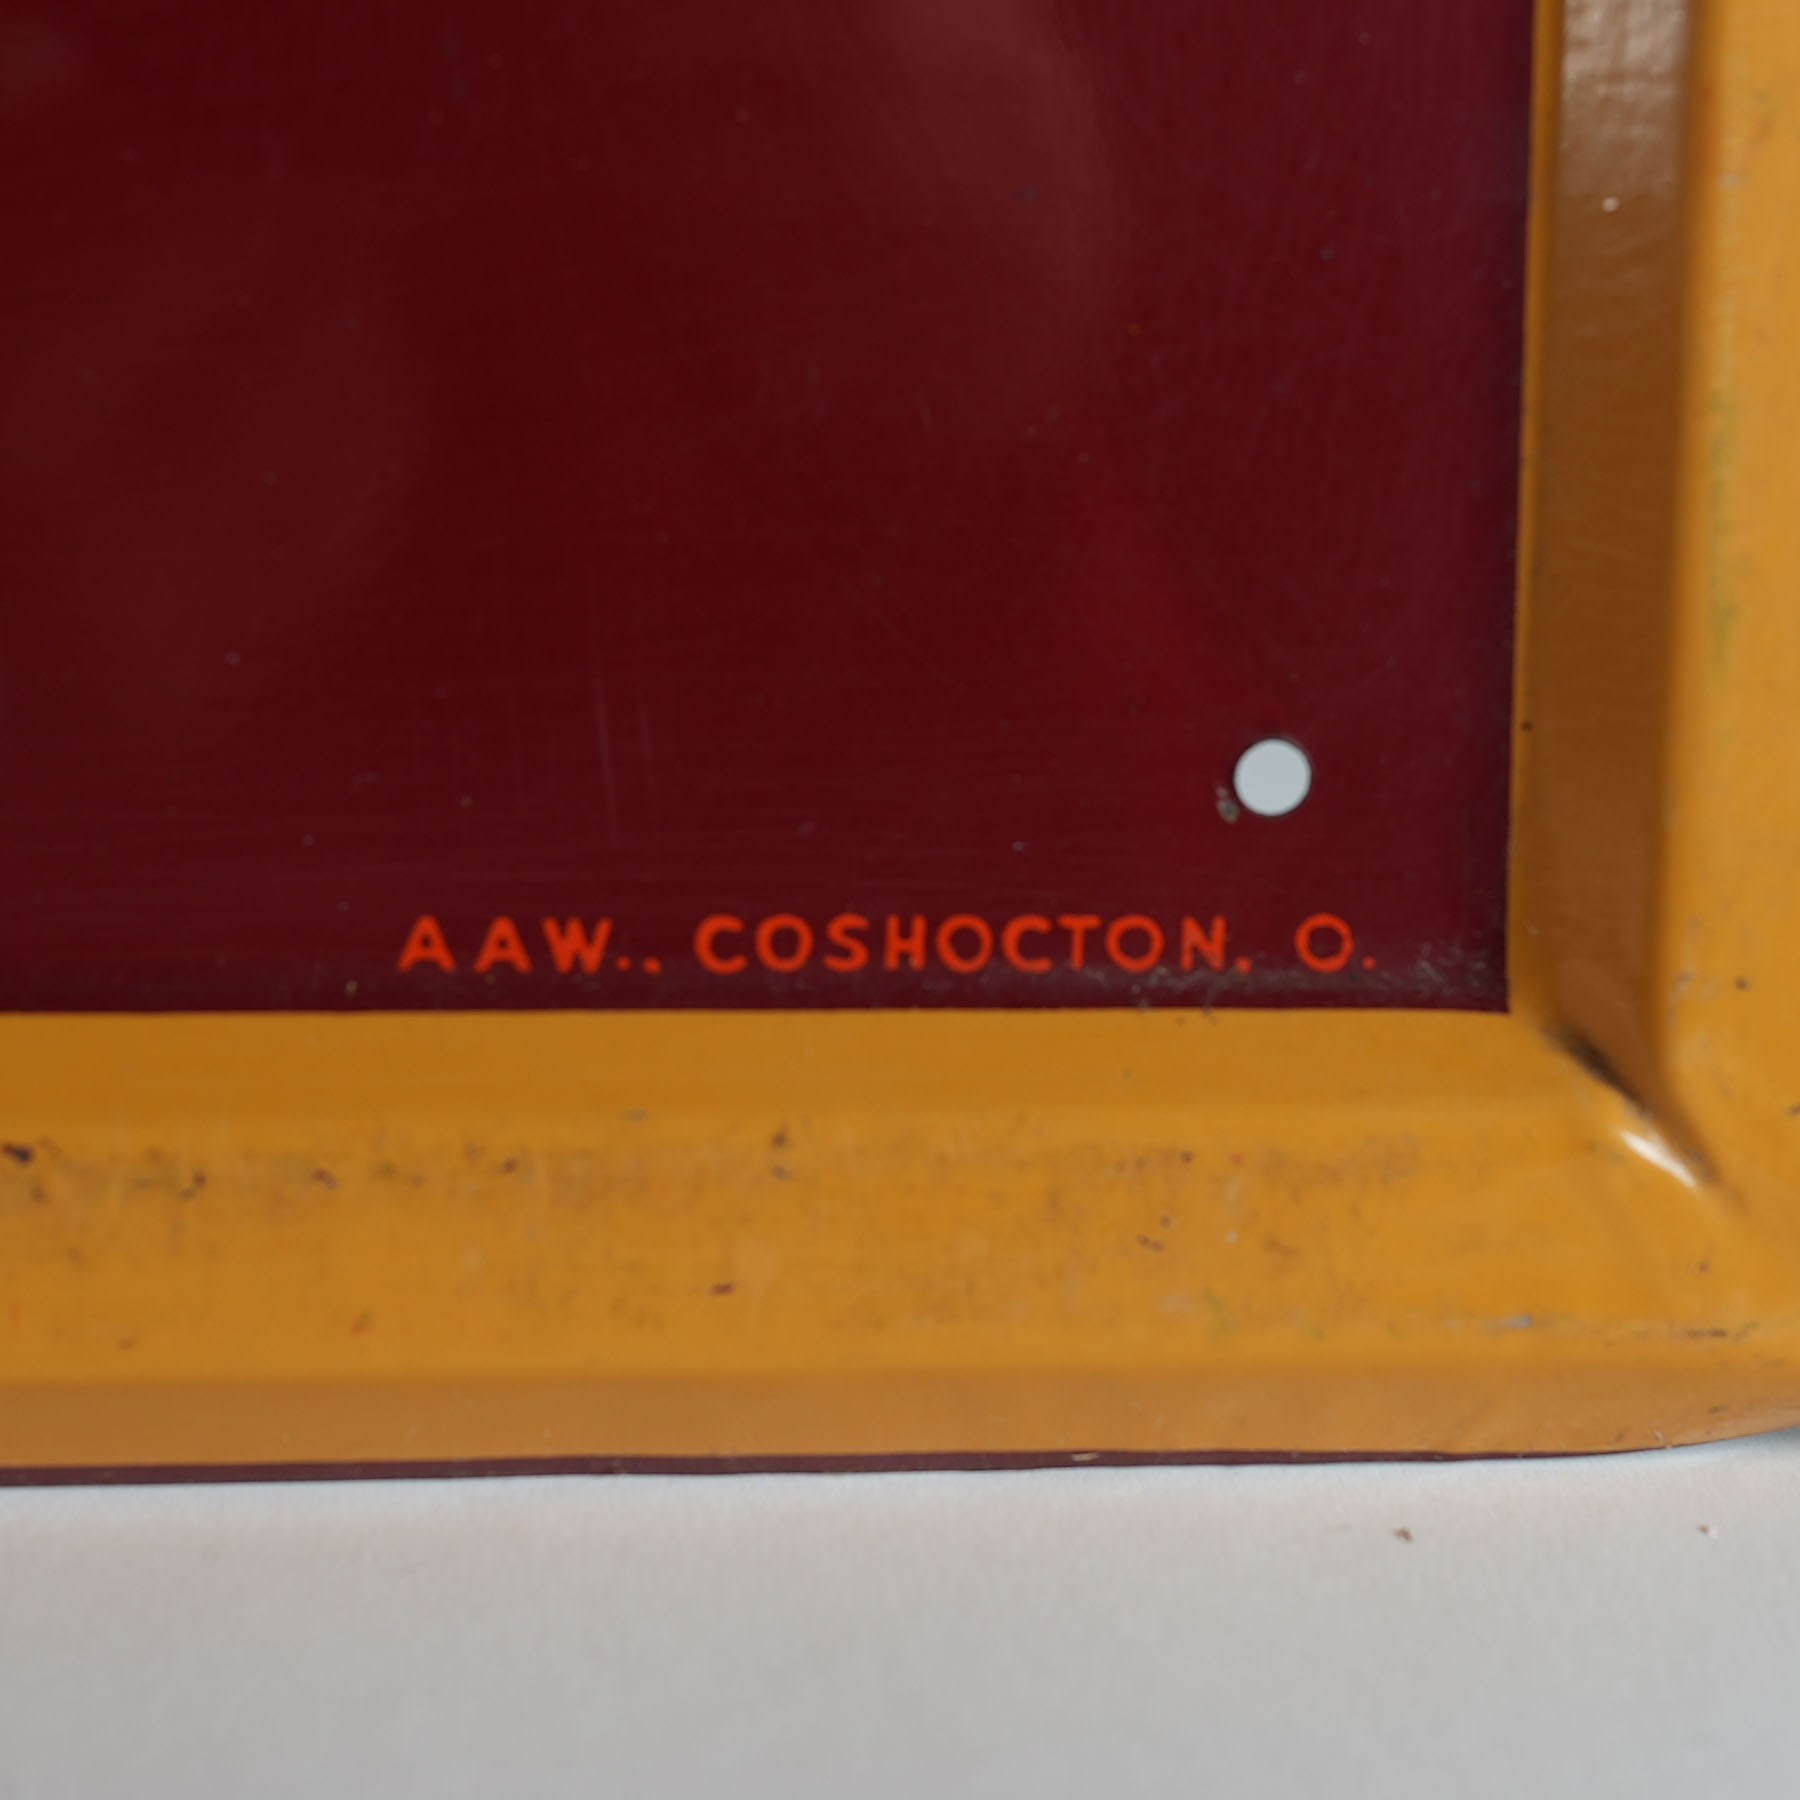 AAW., COSHOCTON, O.